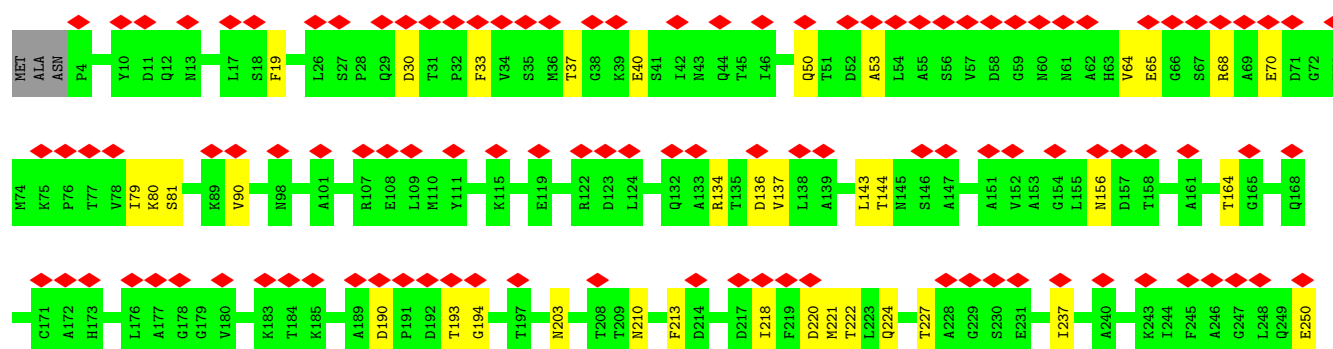 MET ALA ASN P4 Y10 D11 Q12 N13 L17 S18 F19 L26 S27 P28 Q29 D30 T31 P32 F33 V34 S35 M36 T37 G38 K39 E40 S41 I42 N43 Q44 T45 I46 Q50 T51 D52 A53 L54 A55 S56 V57 D58 G59 N60 N61 A62 H63 V64 E65 G66 S67 R68 A69 E70 D71 G72
M74 K75 P76 T77 V78 I79 K80 S81 K89 V90 N98 A101 R107 E108 L109 M110 Y111 K115 E119 R122 D123 L124 Q132 A133 R134 T135 D136 V137 L138 A139 L143 T144 N145 S146 A147 A151 V152 A153 G154 L155 N156 D157 T158 A161 T164 G165 Q168
C171 A172 H173 L176 A177 G178 G179 V180 K183 T184 K185 A189 D190 P191 D192 T193 G194 T197 N203 T208 T209 N210 F213 D214 D217 I218 F219 D220 M221 T222 L223 Q224 T227 A228 G229 S230 E231 I237 A240 K243 I244 F245 A246 G247 L248 Q249 E250